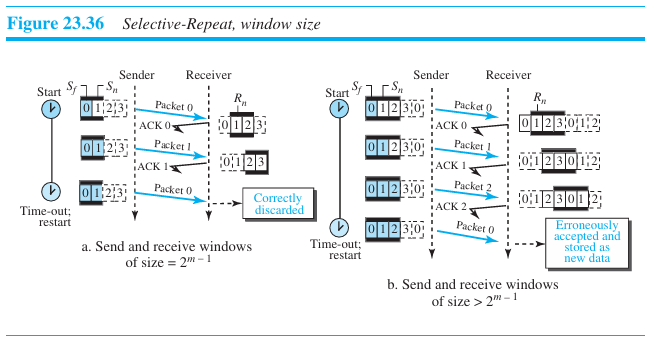 Figure 23.36 Selective-Repeat, window size
Sender Receiver
Start Sf Sn
0 1 2 3
Packet 0
ACK 0
Rn
0 1 2 3
0 1 2 3
Packet 1
ACK 1
0 1 2 3
0 1 2 3
Packet 0
Correctly
discarded
Time-out;
restart
a. Send and receive windows
of size = 2^m – 1
Sender Receiver
Start Sf Sn
0 1 2 3 0
Packet 0
ACK 0
Rn
0 1 2 3 0 1 2
0 1 2 3 0
Packet 1
ACK 1
0 1 2 3 0 1 2
0 1 2 3 0
Packet 2
ACK 2
0 1 2 3 0 1 2
0 1 2 3 0
Packet 0
Erroneously
accepted and
stored as
new data
Time-out;
restart
b. Send and receive windows
of size > 2^m – 1